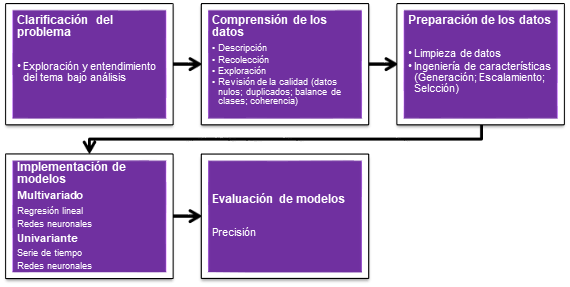 Clarificación del
problema
• Exploración y entendimiento
del tema bajo análisis
Comprensión de los
datos
• Descripción
• Recolección
• Exploración
• Revisión de la calidad (datos
nulos; duplicados; balance de
clases; coherencia)
Preparación de los datos
• Limpieza de datos
• Ingeniería de características
(Generación; Escalamiento;
Selcción)
Implementación de
modelos
Multivariado
Regresión lineal
Redes neuronales
Univariante
Serie de tiempo
Redes neuronales
Evaluación de modelos
Precisión